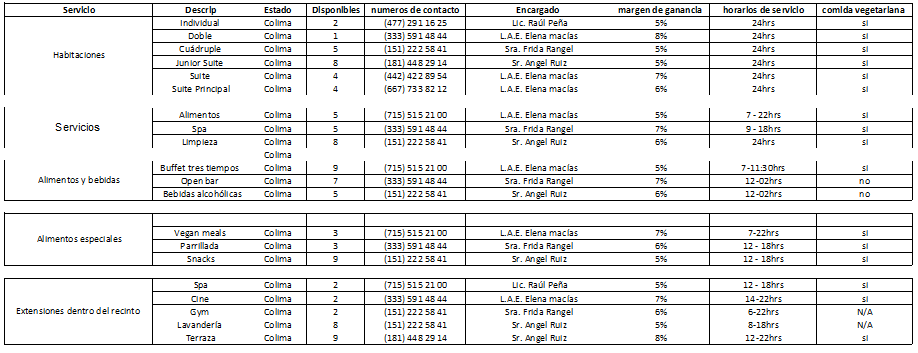 Servicio Descrip Estado Disponibles numeros de contacto Encargado margen de ganancia horarios de servicio comida vegetariana
Individual Colima 2 (477) 291 16 25 Lic. Raúl Peña 5% 24hrs si
Doble Colima 1 (333) 591 48 44 L.A.E. Elena macías 8% 24hrs si
Cuádruple Colima 5 (151) 222 58 41 Sra. Frida Rangel 5% 24hrs si
Habitaciones
Junior Suite Colima 8 (181) 448 29 14 Sr. Angel Ruiz 5% 24hrs si
Suite Colima 4 (442) 422 89 54 L.A.E. Elena macías 7% 24hrs si
Suite Principal Colima 4 (667) 733 82 12 L.A.E. Elena macías 6% 24hrs si
Alimentos Colima 5 (715) 515 21 00 L.A.E. Elena macías 5% 7 - 22hrs si
Servicios Spa Colima 5 (333) 591 48 44 Sra. Frida Rangel 7% 9 - 18hrs si
Limpieza Colima 8 (151) 222 58 41 Sr. Angel Ruiz 6% 24hrs si
Colima
Buffet tres tiempos Colima 9 (715) 515 21 00 L.A.E. Elena macías 5% 7-11:30hrs si
Alimentos y bebidas Open bar Colima 7 (333) 591 48 44 Sra. Frida Rangel 7% 12-02hrs no
Bebidas alcohólicas Colima 5 (151) 222 58 41 Sr. Angel Ruiz 6% 12-02hrs no
Alimentos especiales
Vegan meals Colima 3 (715) 515 21 00 L.A.E. Elena macías 7% 7-22hrs si
Parrillada Colima 3 (333) 591 48 44 Sra. Frida Rangel 6% 12 - 18hrs si
Snacks Colima 9 (151) 222 58 41 Sr. Angel Ruiz 5% 12 - 18hrs si
Spa Colima 2 (715) 515 21 00 Lic. Raúl Peña 5% 12 - 18hrs si
Cine Colima 2 (333) 591 48 44 L.A.E. Elena macías 7% 14-22hrs si
Extensiones dentro del recinto Gym Colima 2 (151) 222 58 41 Sra. Frida Rangel 6% 6-22hrs N/A
Lavandería Colima 8 (151) 222 58 41 Sr. Angel Ruiz 5% 8-18hrs N/A
Terraza Colima 9 (181) 448 29 14 L.A.E. Elena macías 8% 12-22hrs si